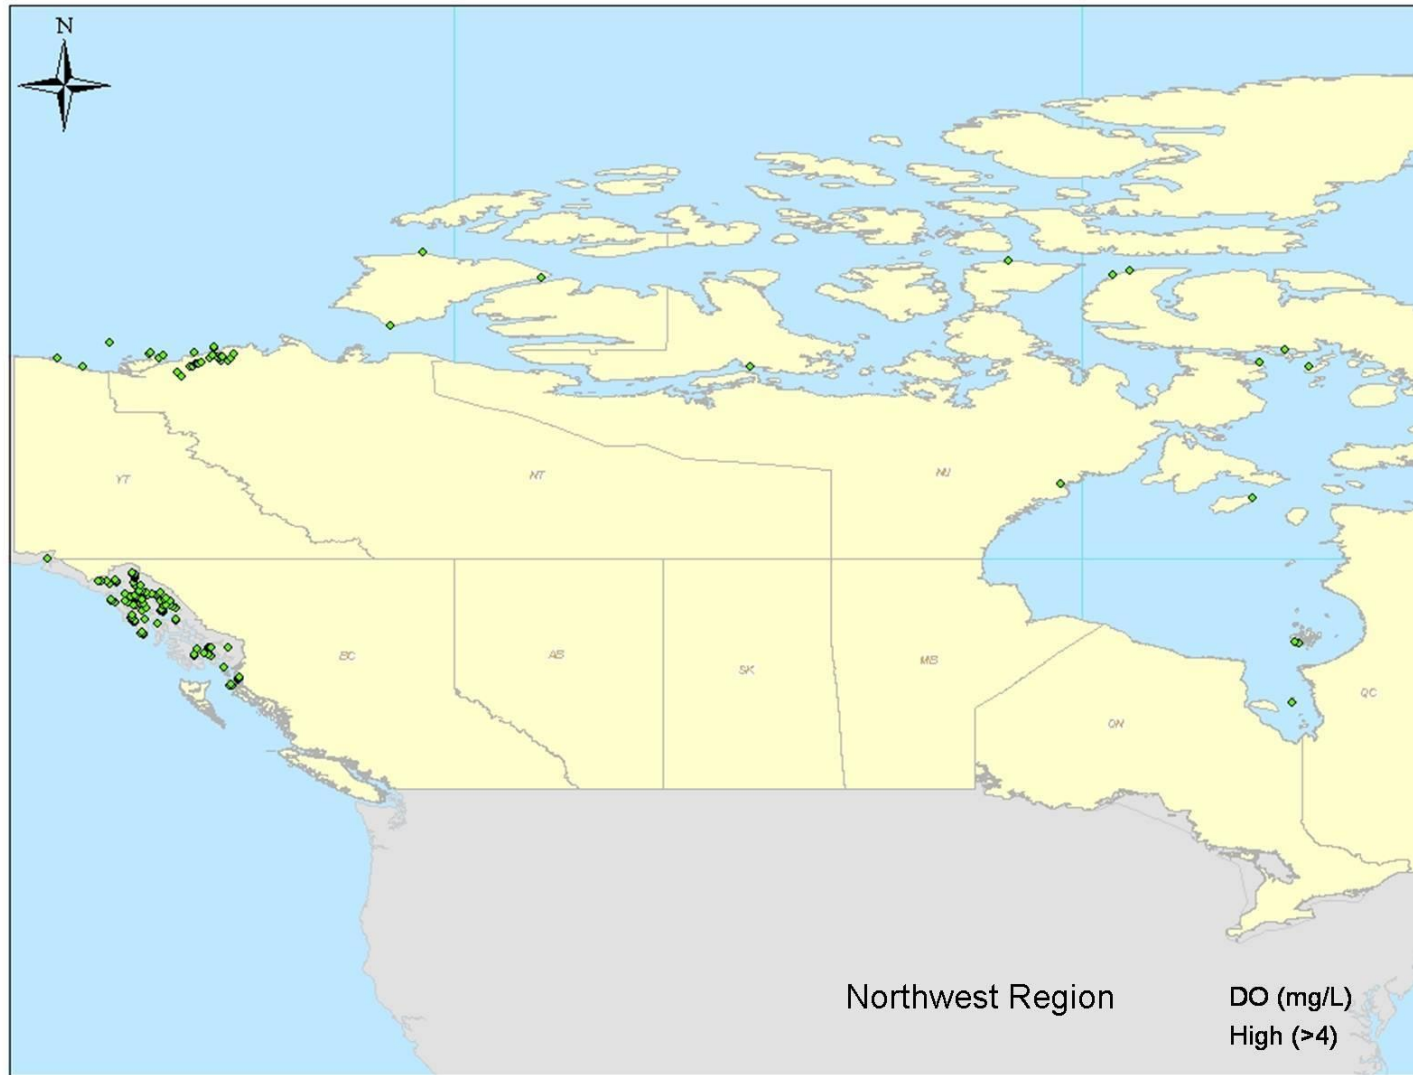 N
YT
NT
NU
BC
AB
SK
MB
ON
QC
Northwest Region
DO (mg/L)
High (>4)